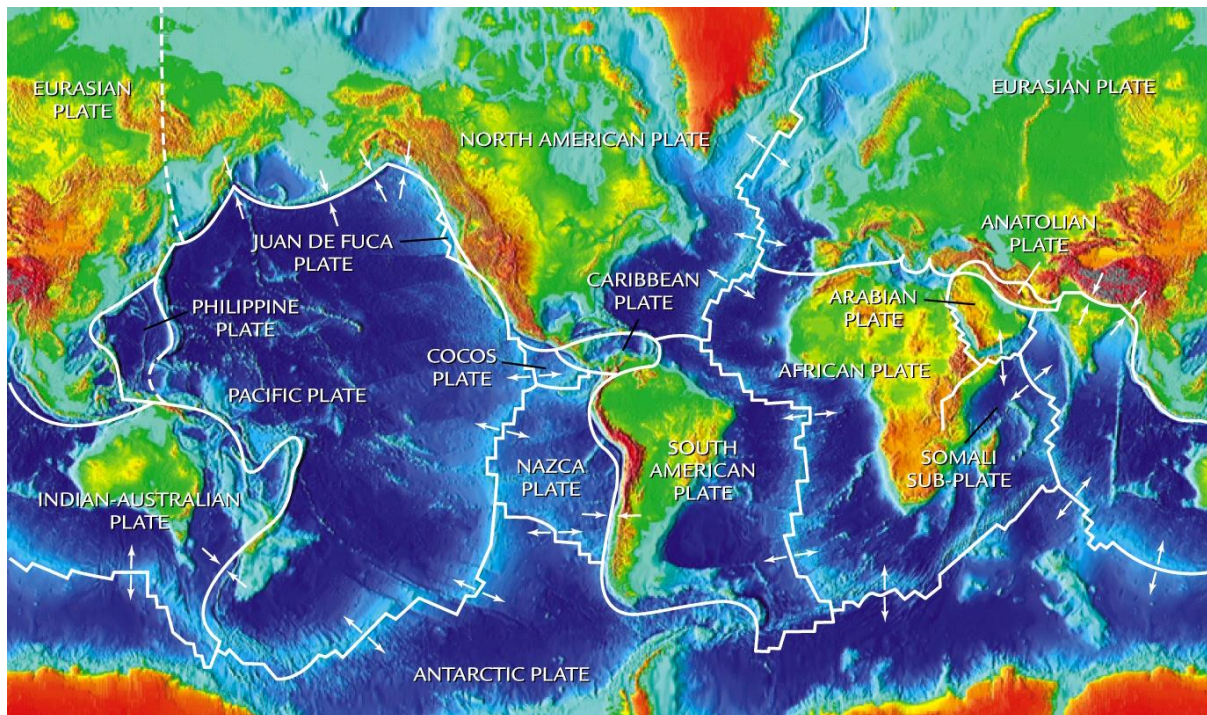 EURASIAN
PLATE
EURASIAN PLATE
NORTH AMERICAN PLATE
JUAN DE FUCA
PLATE
ANATOLIAN
PLATE
CARIBBEAN
PLATE
ARABIAN
PLATE
PHILIPPINE
PLATE
COCOS
PLATE
AFRICAN PLATE
PACIFIC PLATE
NAZCA
PLATE
SOUTH
AMERICAN
PLATE
SOMALI
SUB-PLATE
INDIAN-AUSTRALIAN
PLATE
ANTARCTIC PLATE